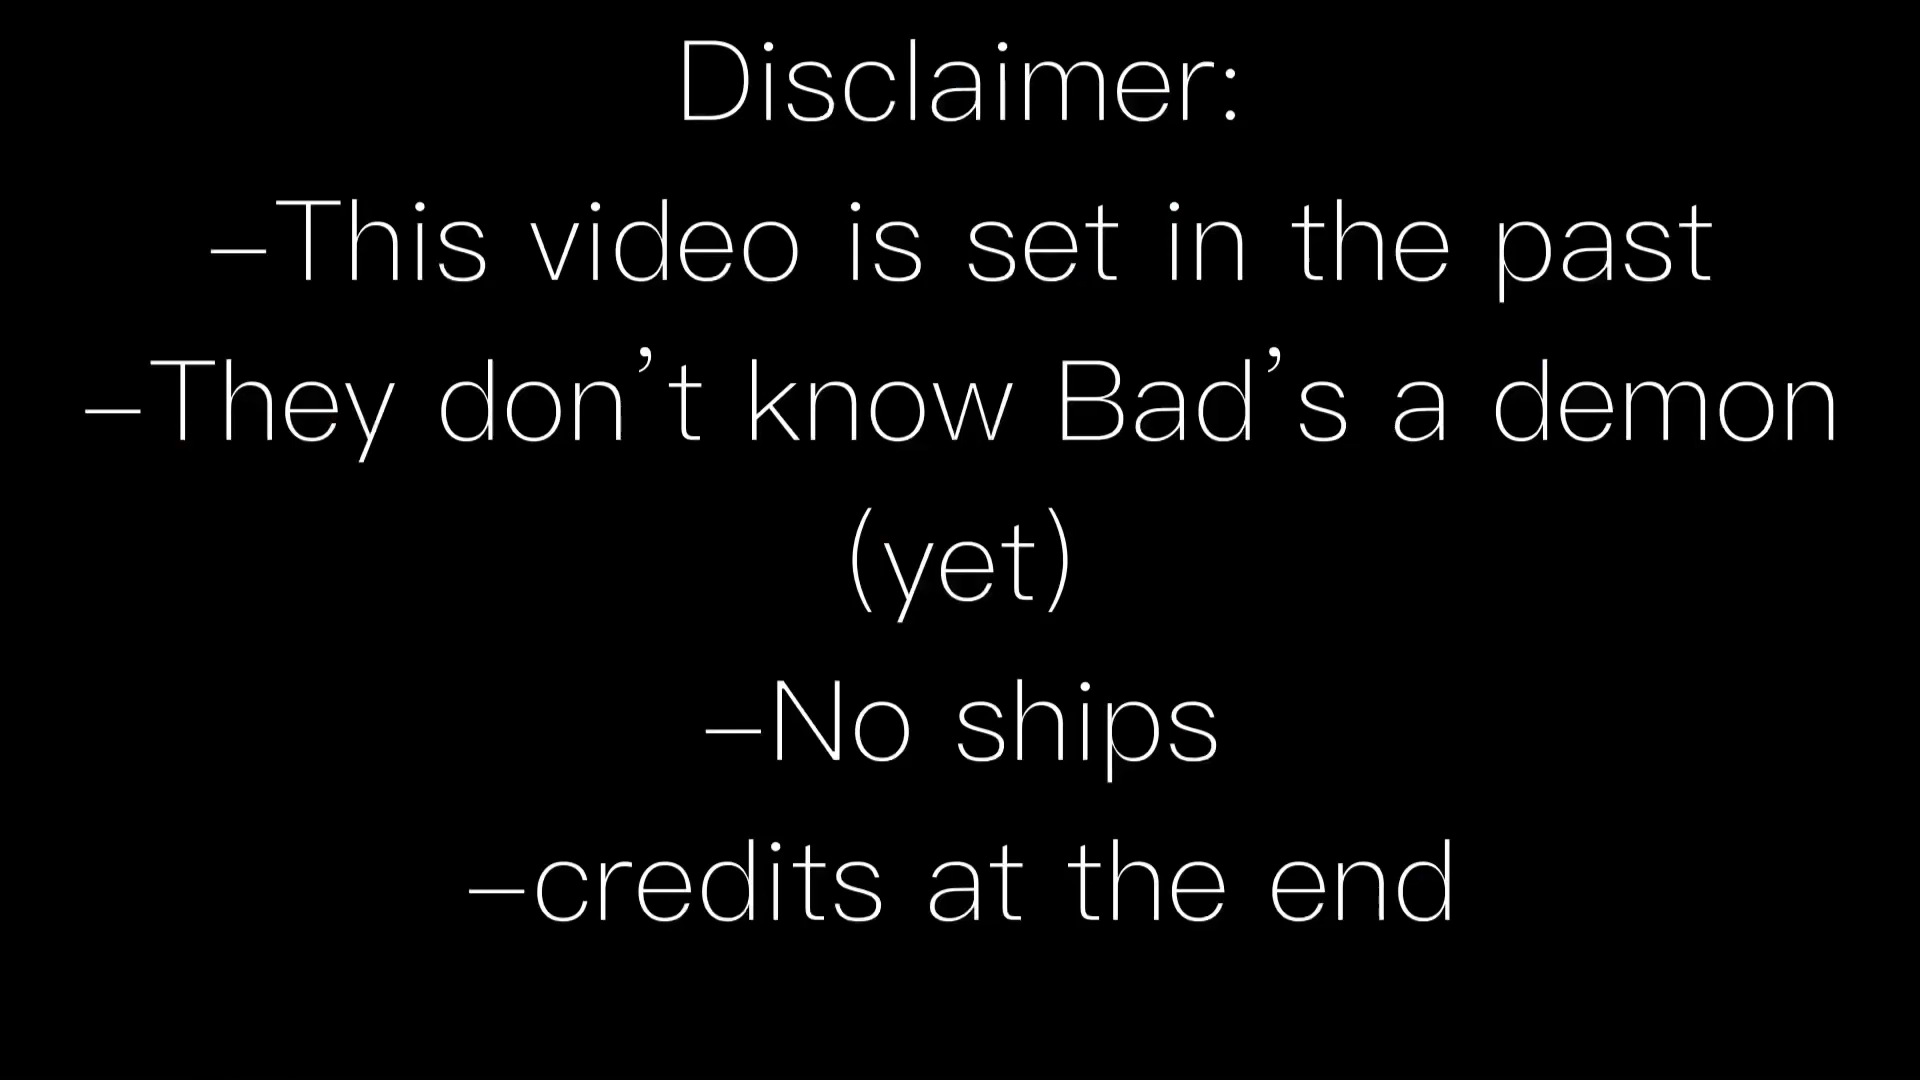 Disclaimer:
–This video is set in the past
–They don’t know Bad’s a demon
(yet)
–No ships
–credits at the end